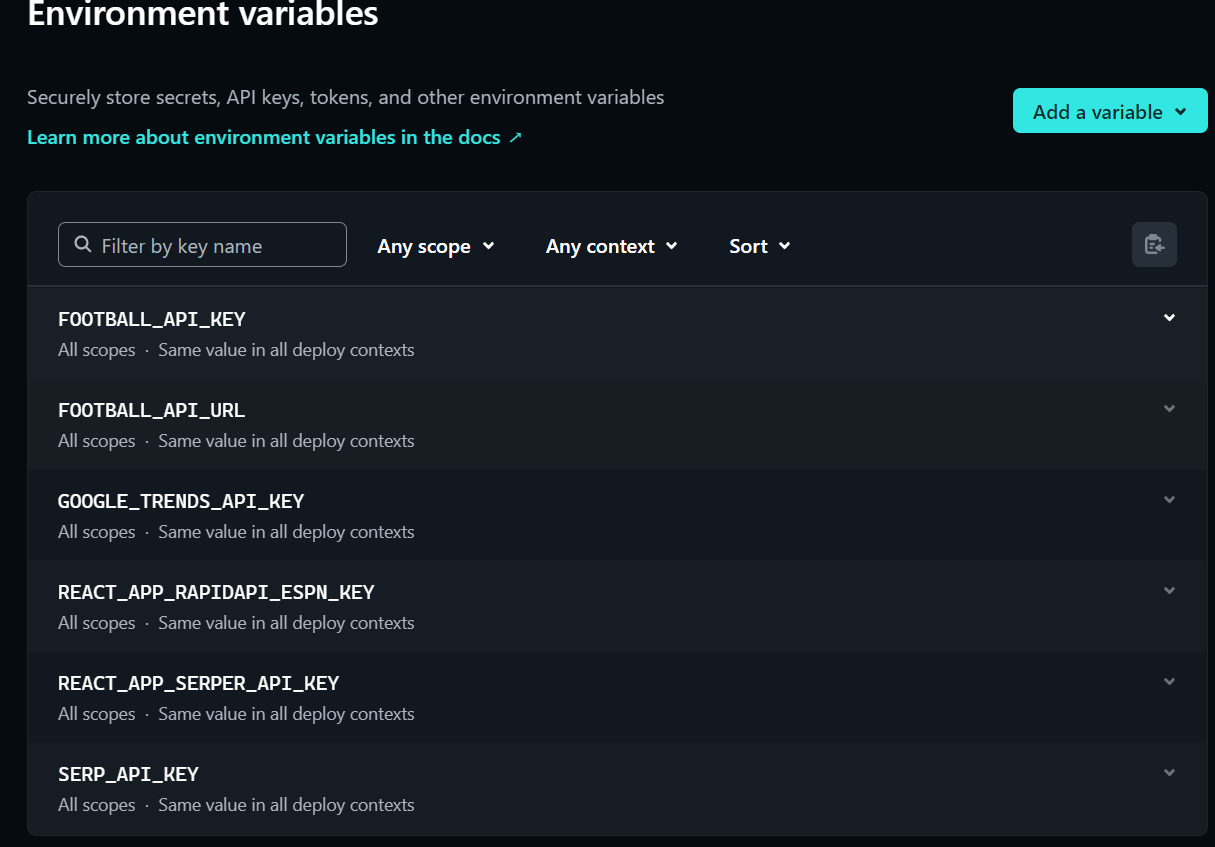 Environment variables
Securely store secrets, API keys, tokens, and other environment variables
Learn more about environment variables in the docs ↗
Add a variable
Filter by key name
Any scope
Any context
Sort
FOOTBALL_API_KEY
All scopes · Same value in all deploy contexts
FOOTBALL_API_URL
All scopes · Same value in all deploy contexts
GOOGLE_TRENDS_API_KEY
All scopes · Same value in all deploy contexts
REACT_APP_RAPIDAPI_ESPN_KEY
All scopes · Same value in all deploy contexts
REACT_APP_SERPER_API_KEY
All scopes · Same value in all deploy contexts
SERP_API_KEY
All scopes · Same value in all deploy contexts